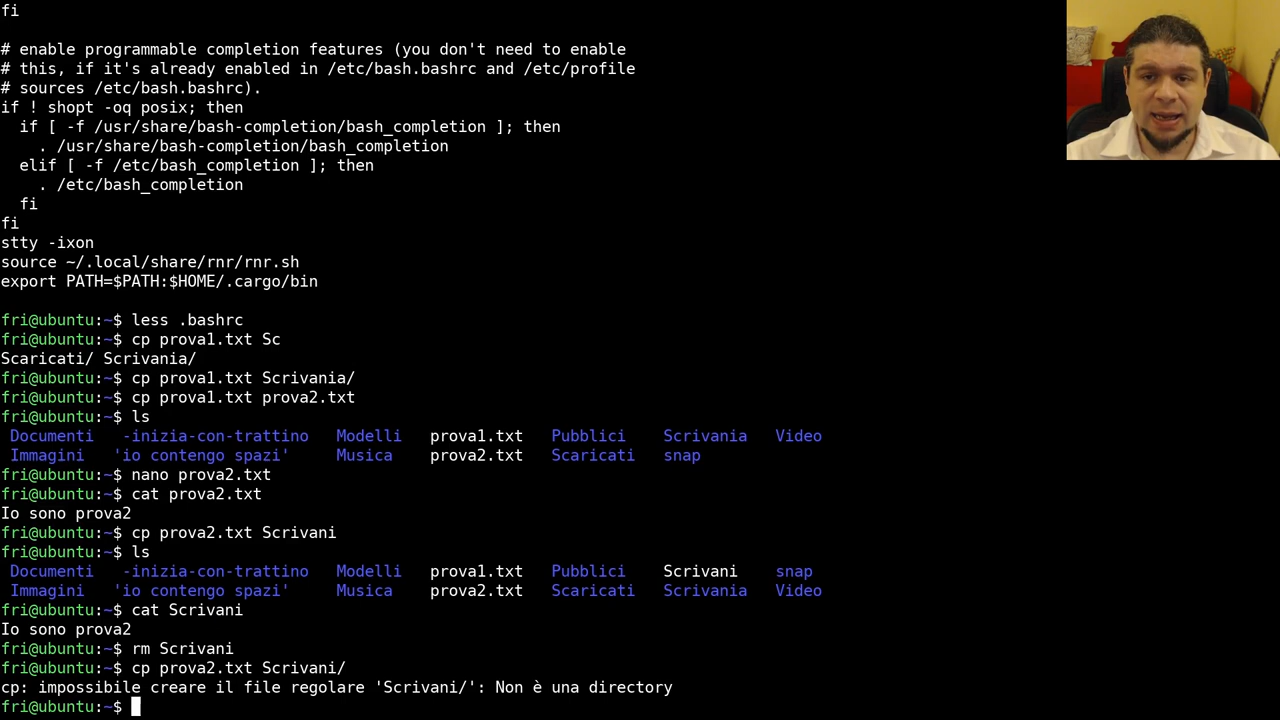 fi
# enable programmable completion features (you don't need to enable
# this, if it's already enabled in /etc/bash.bashrc and /etc/profile
# sources /etc/bash.bashrc).
if ! shopt -oq posix; then
  if [ -f /usr/share/bash-completion/bash_completion ]; then
    . /usr/share/bash-completion/bash_completion
  elif [ -f /etc/bash_completion ]; then
    . /etc/bash_completion
  fi
fi
stty -ixon
source ~/.local/share/rnr/rnr.sh
export PATH=$PATH:$HOME/.cargo/bin
fri@ubuntu:~$ less .bashrc
fri@ubuntu:~$ cp prova1.txt Sc
Scaricati/ Scrivania/
fri@ubuntu:~$ cp prova1.txt Scrivania/
fri@ubuntu:~$ cp prova1.txt prova2.txt
fri@ubuntu:~$ ls
 Documenti   -inizia-con-trattino   Modelli   prova1.txt   Pubblici    Scrivania   Video
 Immagini   'io contengo spazi'     Musica    prova2.txt   Scaricati   snap
fri@ubuntu:~$ nano prova2.txt
fri@ubuntu:~$ cat prova2.txt
Io sono prova2
fri@ubuntu:~$ cp prova2.txt Scrivani
fri@ubuntu:~$ ls
 Documenti   -inizia-con-trattino   Modelli   prova1.txt   Pubblici    Scrivani    snap
 Immagini   'io contengo spazi'     Musica    prova2.txt   Scaricati   Scrivania   Video
fri@ubuntu:~$ cat Scrivani
Io sono prova2
fri@ubuntu:~$ rm Scrivani
fri@ubuntu:~$ cp prova2.txt Scrivani/
cp: impossibile creare il file regolare 'Scrivani/': Non è una directory
fri@ubuntu:~$